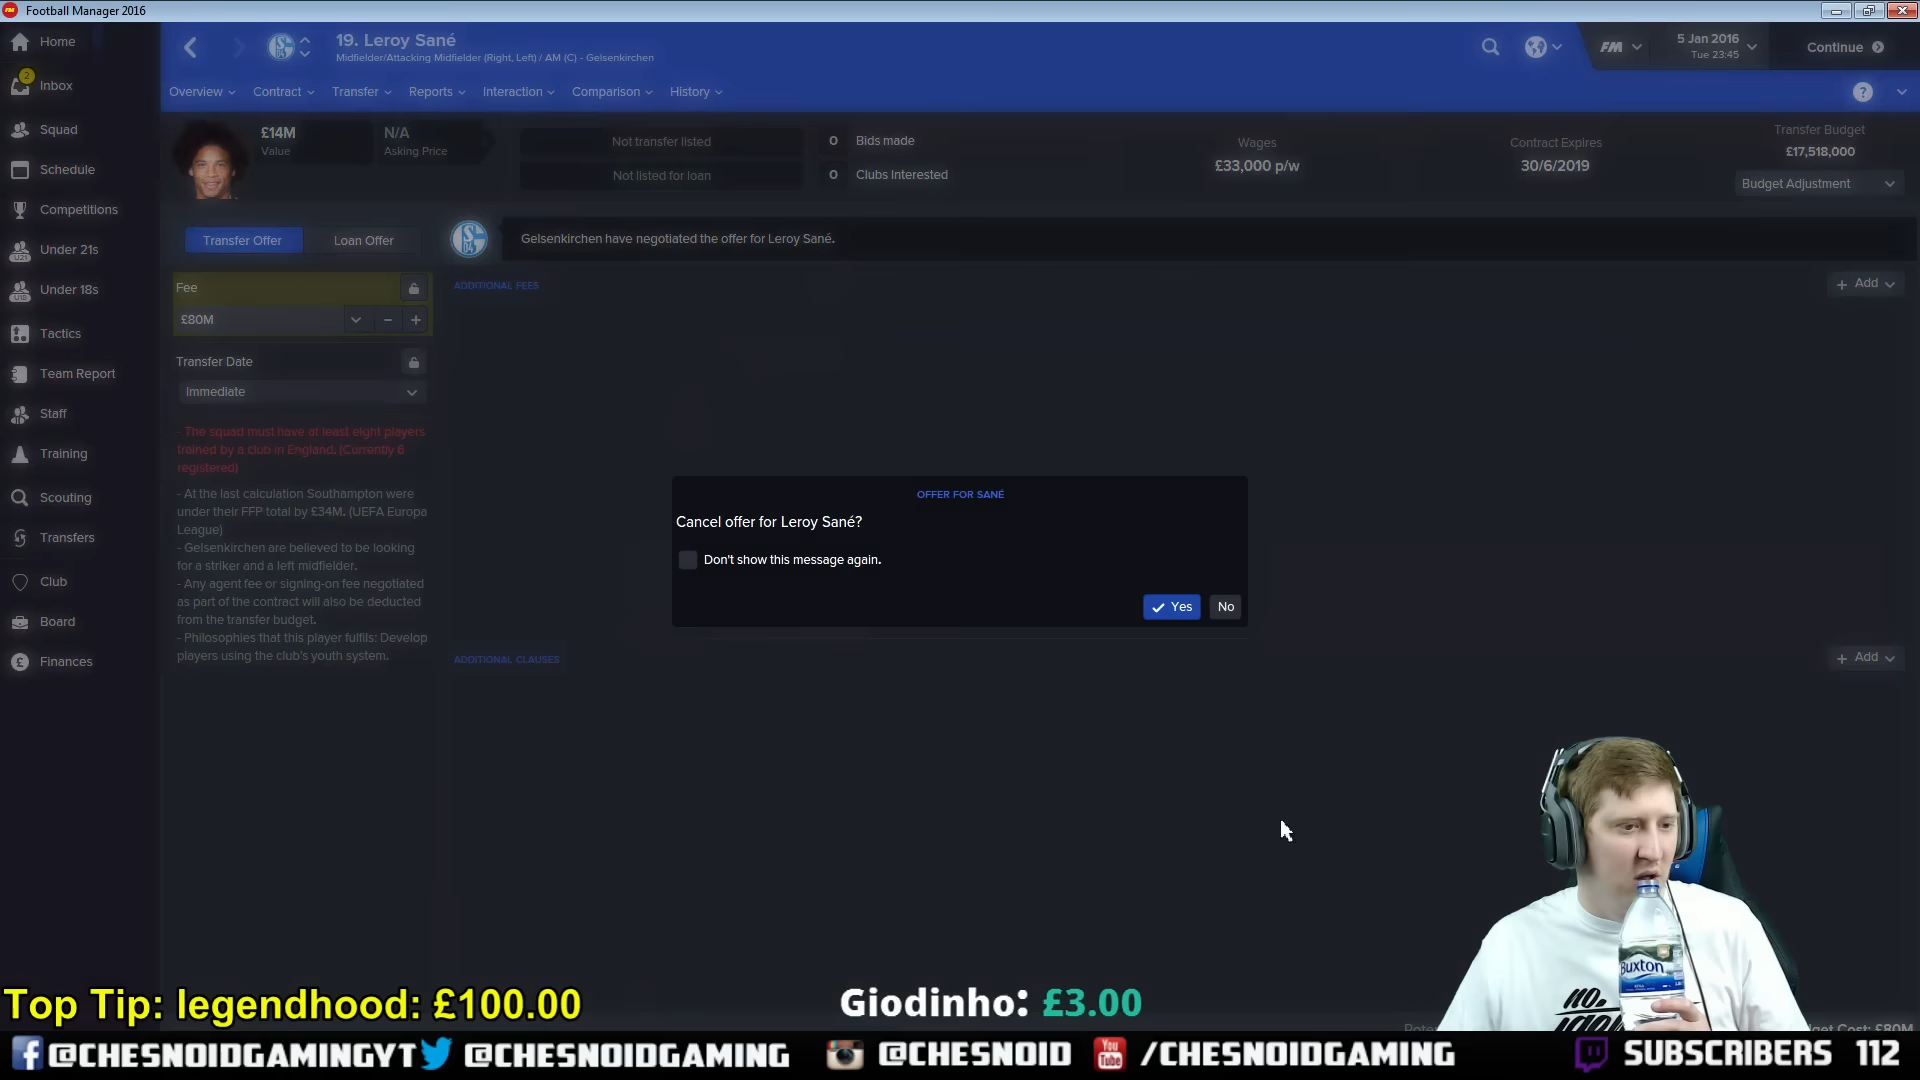 Football Manager 2016
Home
2
Inbox
Squad
Schedule
Competitions
Under 21s
Under 18s
Tactics
Team Report
Staff
Training
Scouting
Transfers
Club
Board
Finances
19. Leroy Sané
Midfielder/Attacking Midfielder (Right, Left) / AM (C) - Gelsenkirchen
FM
5 Jan 2016
Tue 23:45
Continue
Overview
Contract
Transfer
Reports
Interaction
Comparison
History
?
£14M
Value
N/A
Asking Price
Not transfer listed
Not listed for loan
0 Bids made
0 Clubs Interested
Wages
£33,000 p/w
Contract Expires
30/6/2019
Transfer Budget
£17,518,000
Budget Adjustment
Transfer Offer
Loan Offer
Gelsenkirchen have negotiated the offer for Leroy Sané.
Fee
£80M
Transfer Date
Immediate
- The squad must have at least eight players
trained by a club in England. (Currently 6
registered)
- At the last calculation Southampton were
under their FFP total by £34M. (UEFA Europa
League)
- Gelsenkirchen are believed to be looking
for a striker and a left midfielder.
- Any agent fee or signing-on fee negotiated
as part of the contract will also be deducted
from the transfer budget.
- Philosophies that this player fulfils: Develop
players using the club's youth system.
ADDITIONAL FEES
+ Add
OFFER FOR SANÉ
Cancel offer for Leroy Sané?
Don't show this message again.
Yes
No
ADDITIONAL CLAUSES
+ Add
Buxton
NO.
Top Tip: legendhood: £100.00
Giodinho: £3.00
get Cost: £80M
@CHESNOIDGAMINGYT
@CHESNOIDGAMING
@CHESNOID
You Tube
/CHESNOIDGAMING
SUBSCRIBERS 112